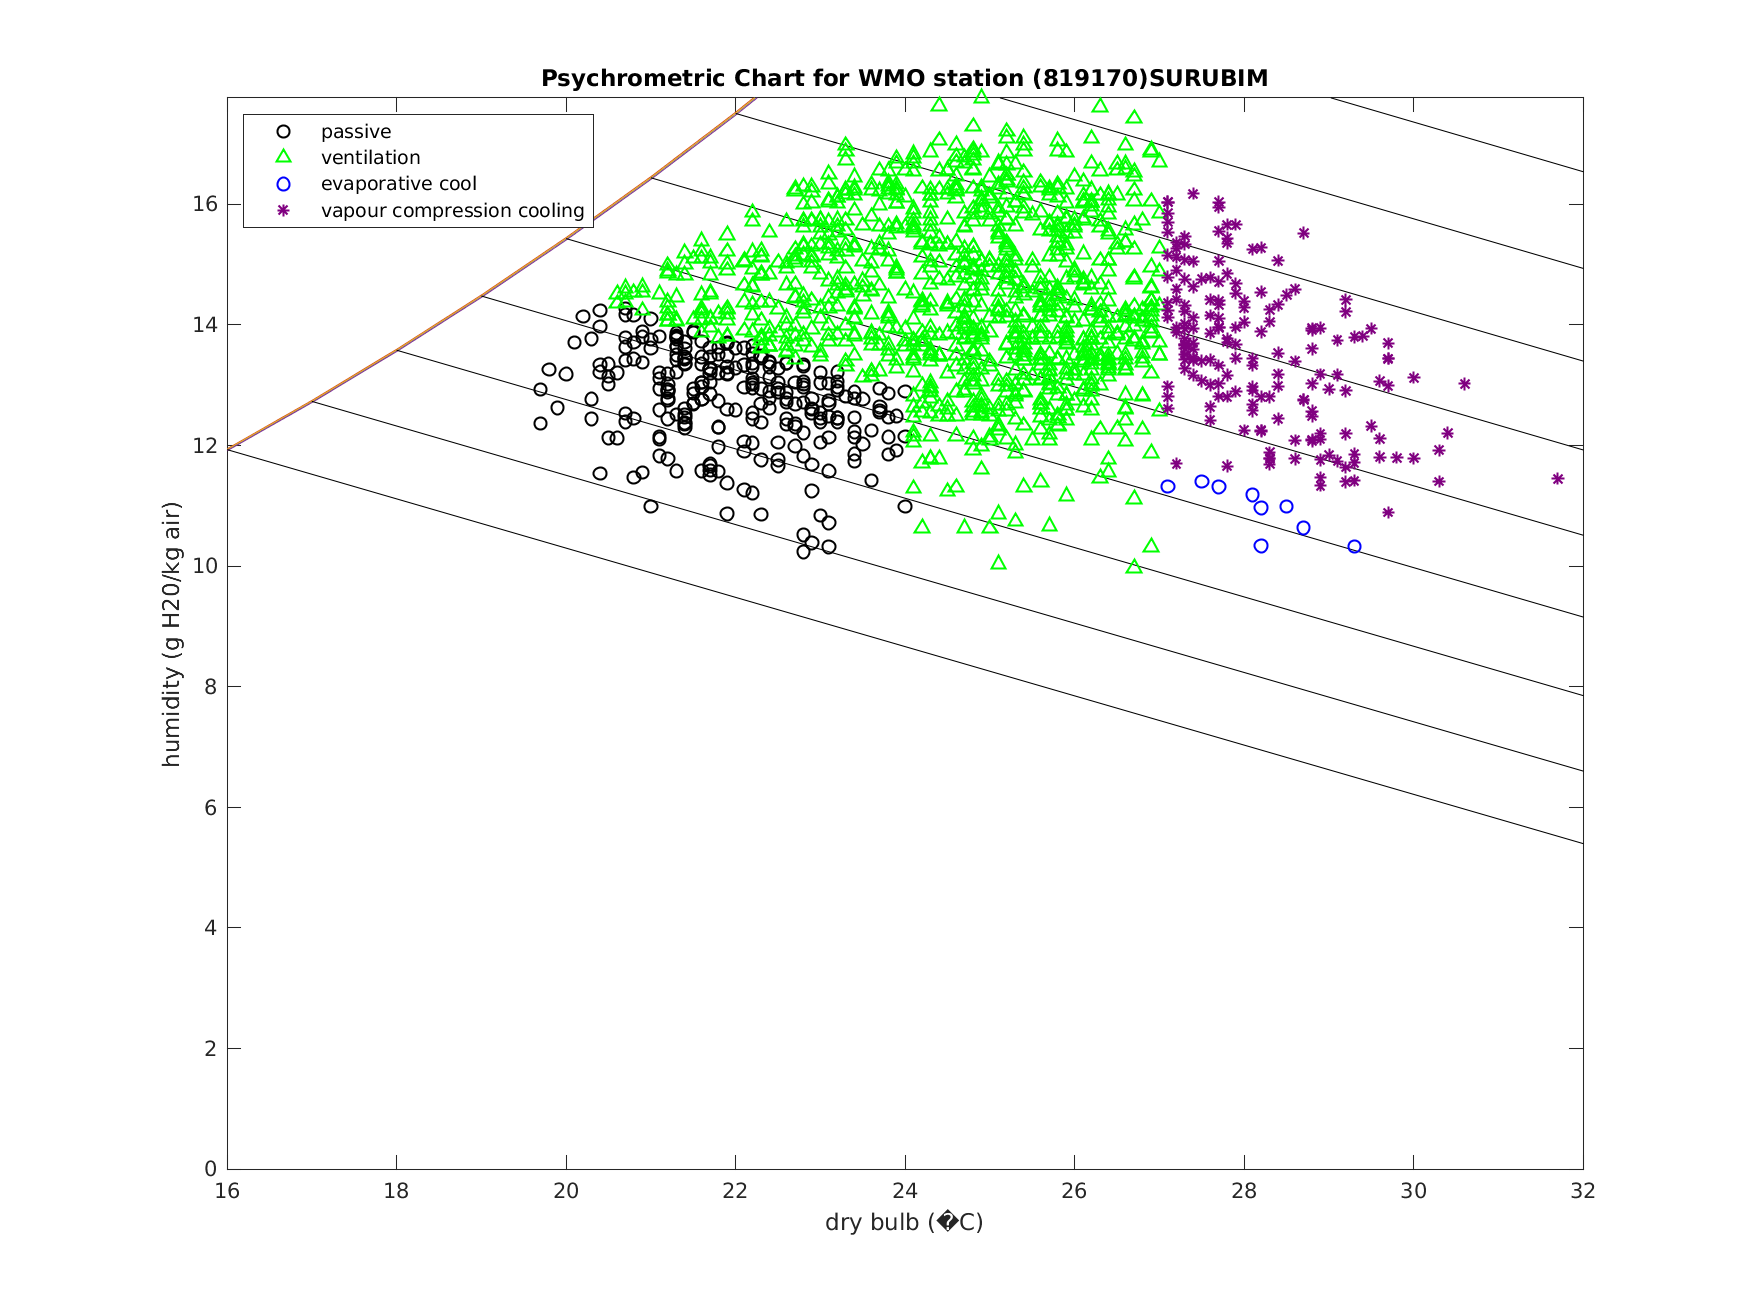 Psychrometric Chart for WMO station (819170)SURUBIM
passive
ventilation
evaporative cool
vapour compression cooling
humidity (g H20/kg air)
16
14
12
10
8
6
4
2
0
16 18 20 22 24 26 28 30 32
dry bulb (�C)